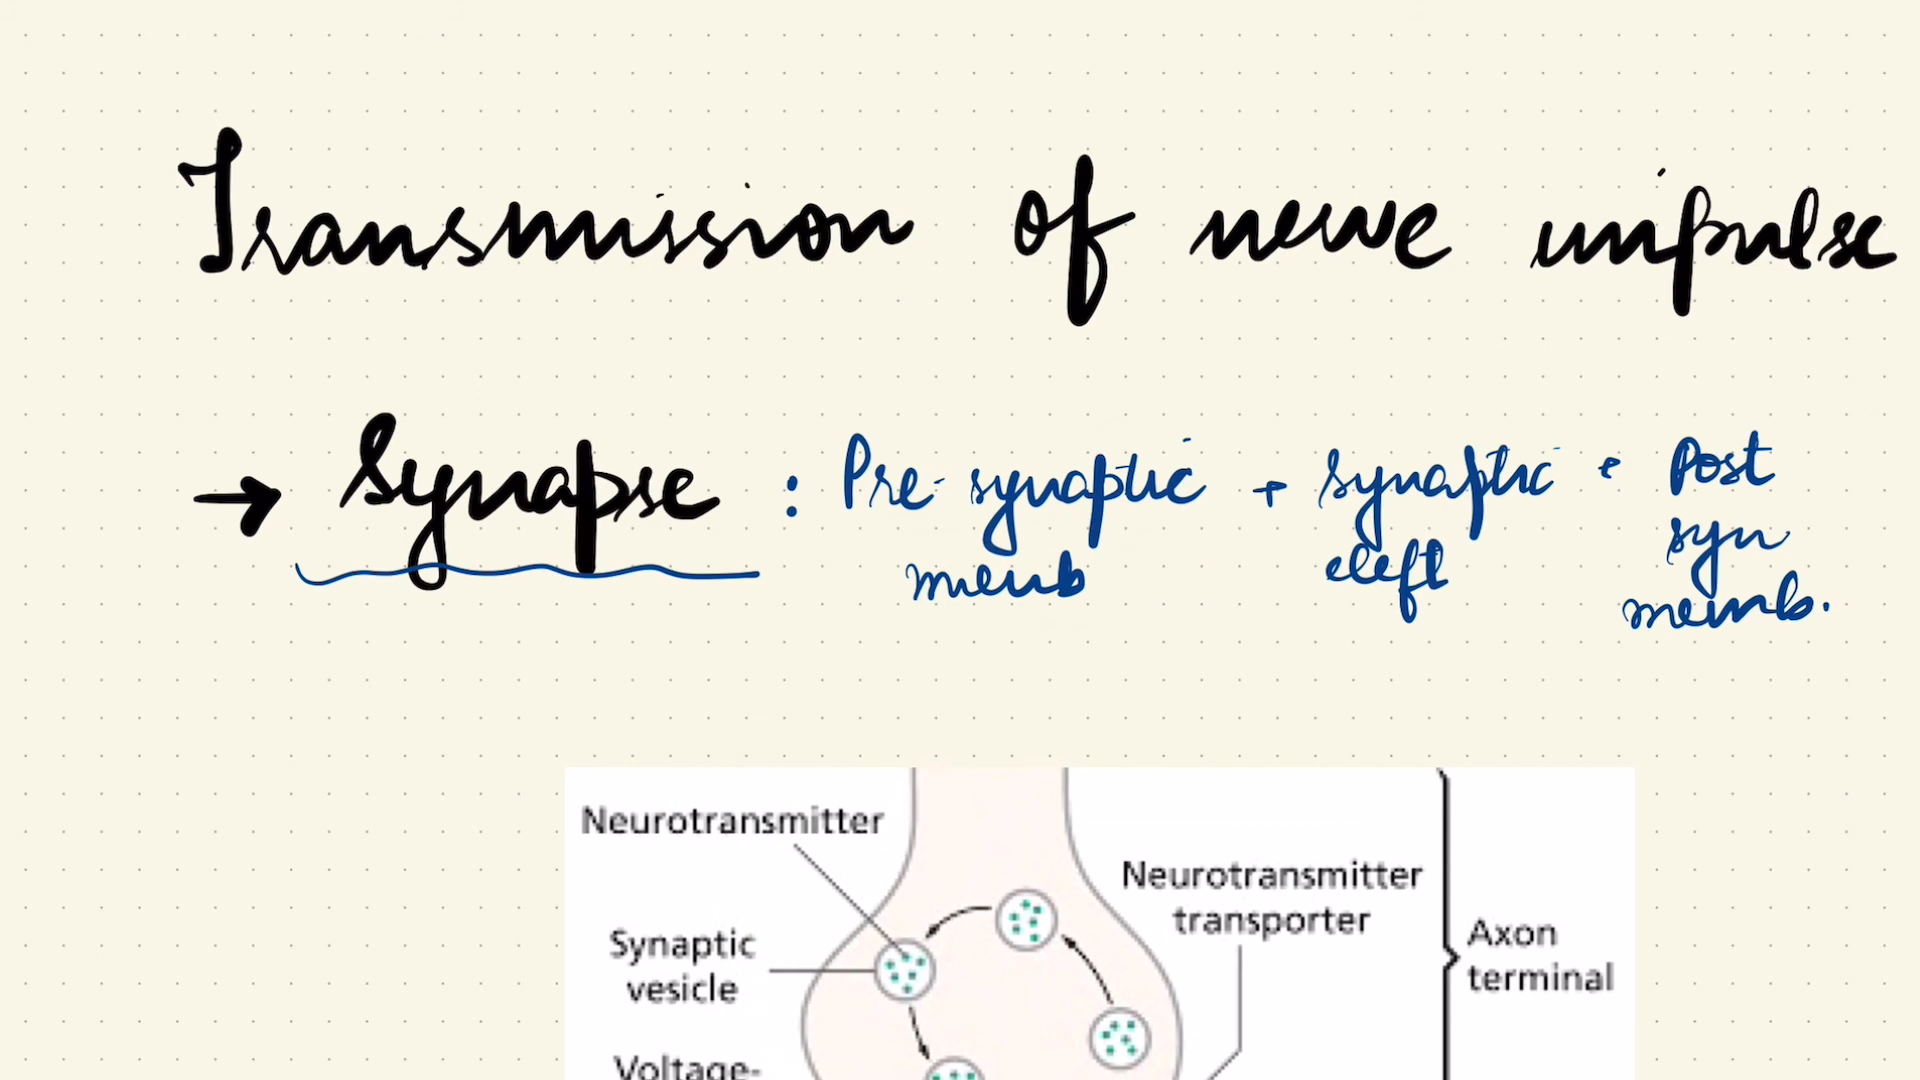 Transmission of nerve impulse
→ Synapse : Pre-synaptic + synaptic + Post
memb cleft syn
memb.
Neurotransmitter
Neurotransmitter
transporter
Synaptic
vesicle
Axon
terminal
Voltage-